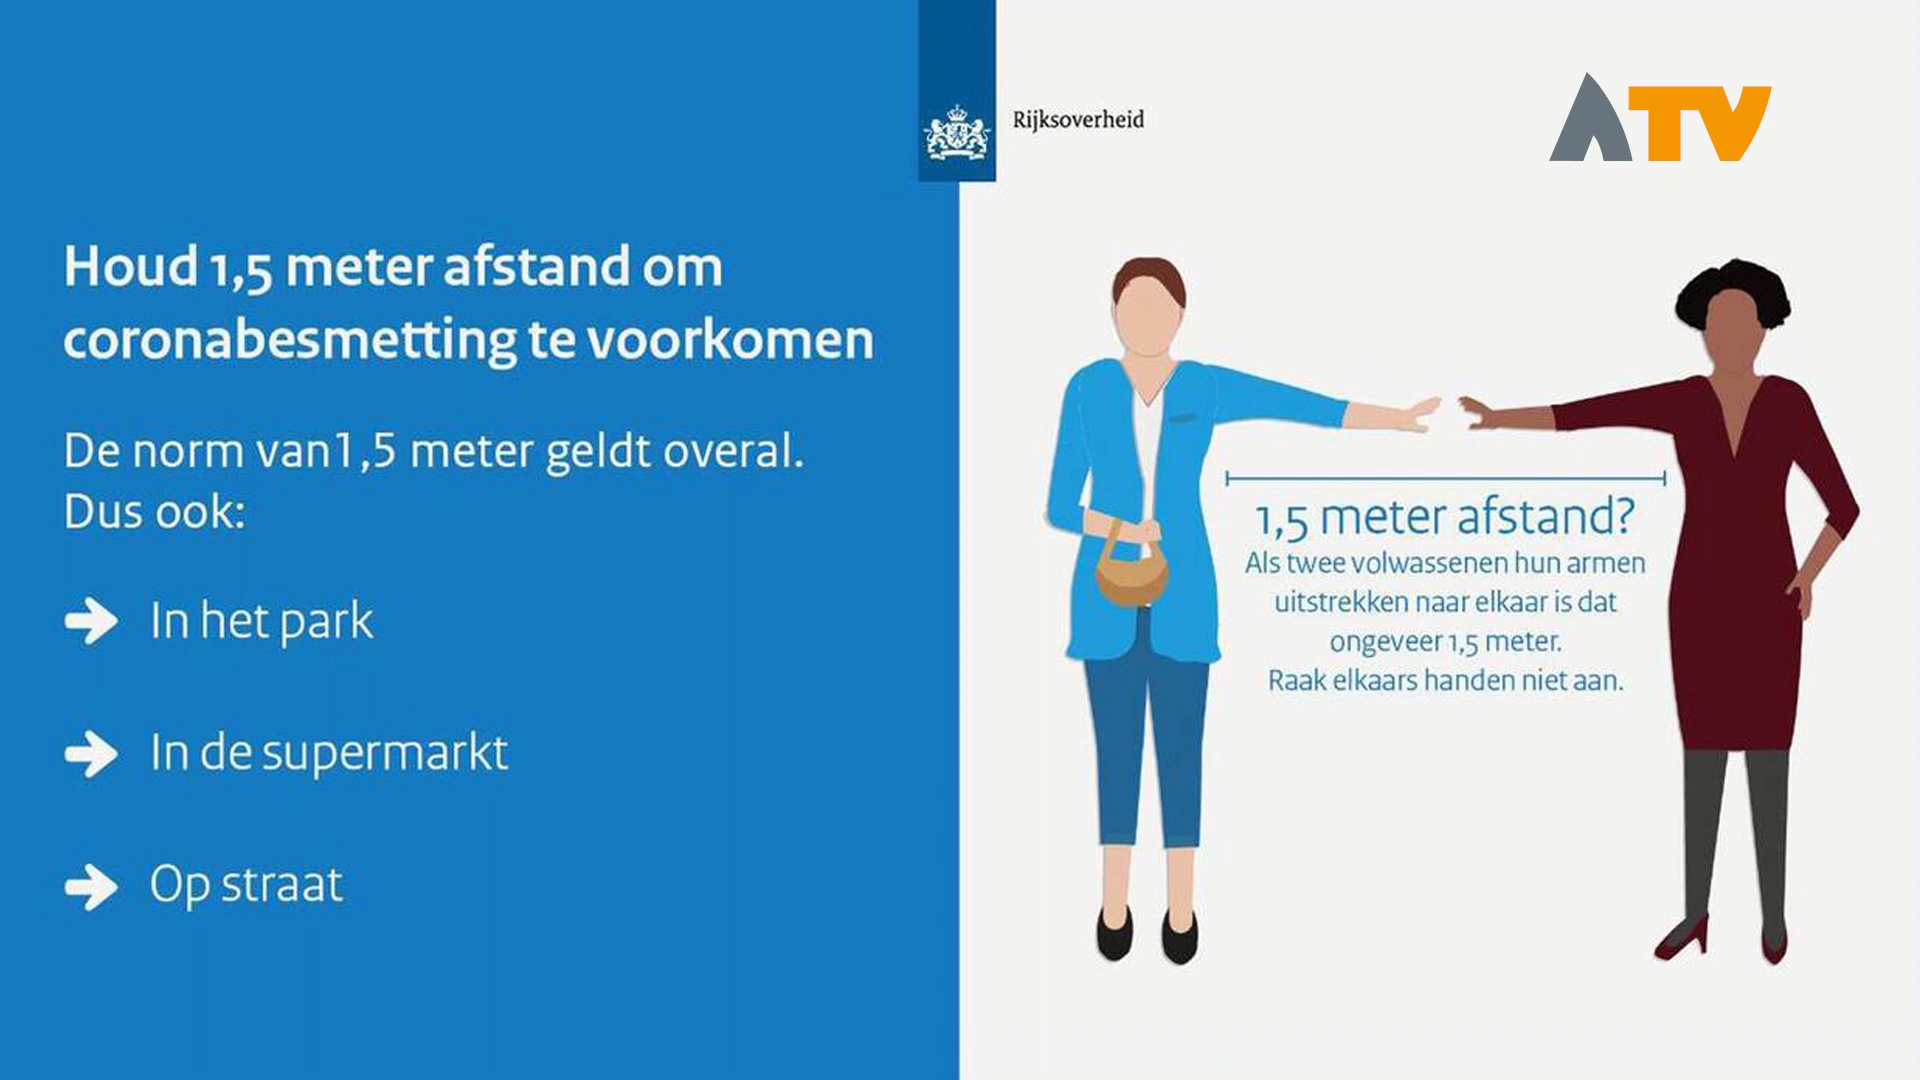 Rijksoverheid
ATV
Houd 1,5 meter afstand om
coronabesmetting te voorkomen
De norm van1,5 meter geldt overal.
Dus ook:
In het park
In de supermarkt
Op straat
1,5 meter afstand?
Als twee volwassenen hun armen
uitstrekken naar elkaar is dat
ongeveer 1,5 meter.
Raak elkaars handen niet aan.